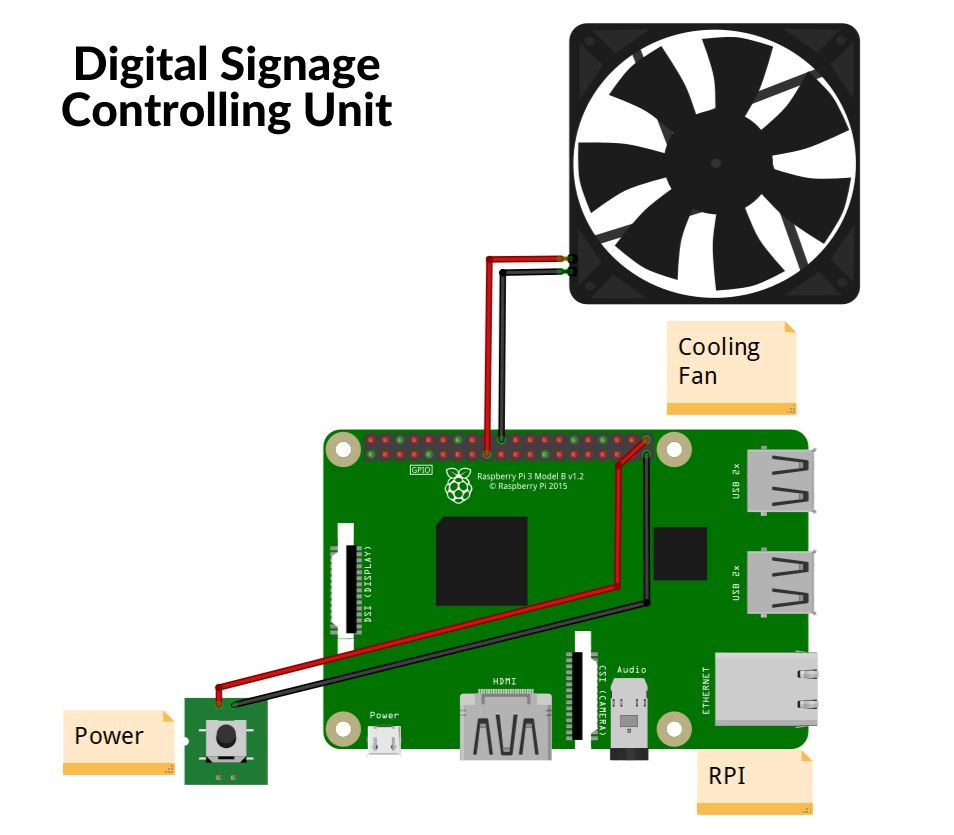 Digital Signage
Controlling Unit
Cooling
Fan
GPIO
Raspberry Pi 3 Model B v1.2
© Raspberry Pi 2015
USB 2x
DSI (DISPLAY)
USB 2x
HDMI
CSI (CAMERA)
Audio
ETHERNET
Power
Power
RPI